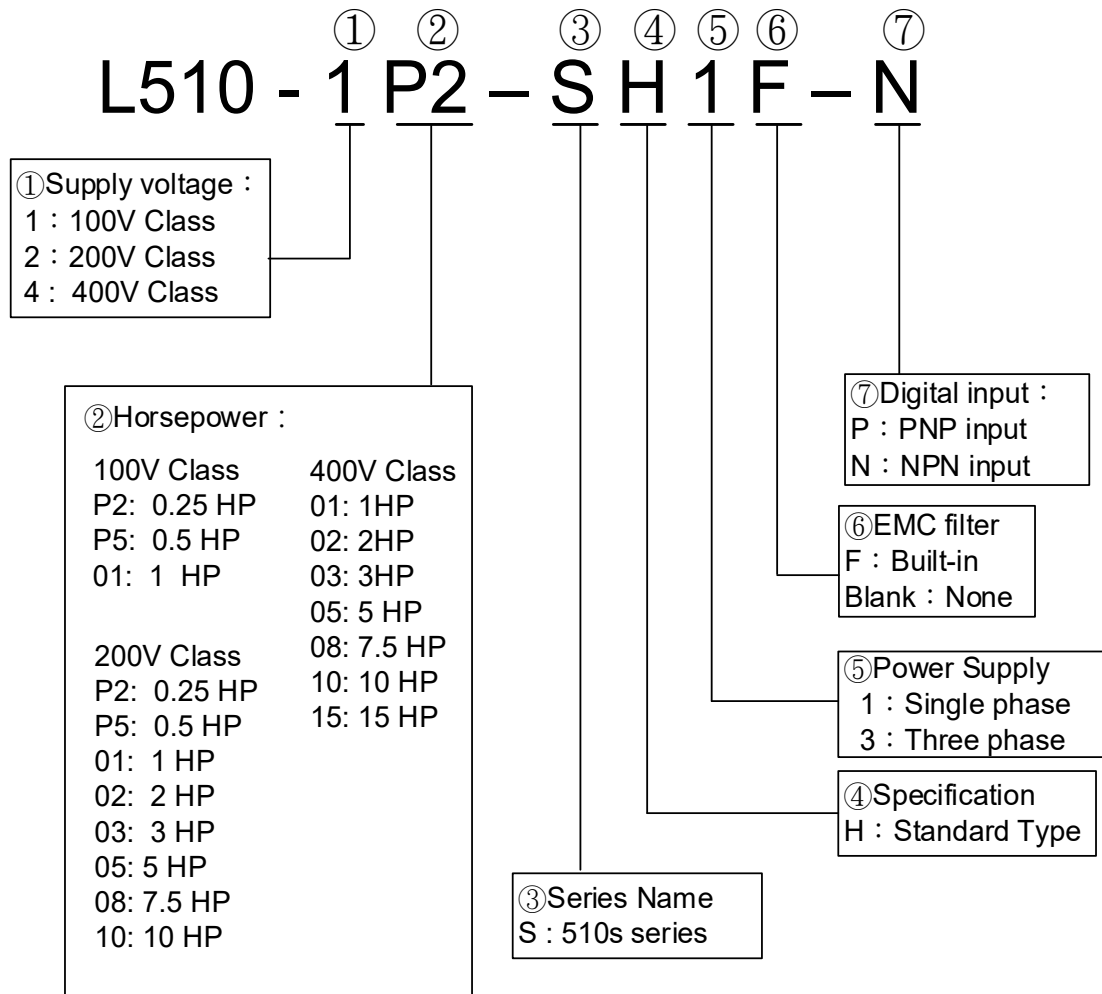 ① ② ③ ④ ⑤ ⑥ ⑦
L510 - 1 P2 – S H 1 F – N
①Supply voltage：
1：100V Class
2：200V Class
4 : 400V Class
②Horsepower：
100V Class
P2: 0.25 HP
P5: 0.5 HP
01: 1 HP
200V Class
P2: 0.25 HP
P5: 0.5 HP
01: 1 HP
02: 2 HP
03: 3 HP
05: 5 HP
08: 7.5 HP
10: 10 HP
400V Class
01: 1HP
02: 2HP
03: 3HP
05: 5 HP
08: 7.5 HP
10: 10 HP
15: 15 HP
③Series Name
S : 510s series
④Specification
H：Standard Type
⑤Power Supply
1：Single phase
3：Three phase
⑥EMC filter
F：Built-in
Blank：None
⑦Digital input：
P：PNP input
N：NPN input